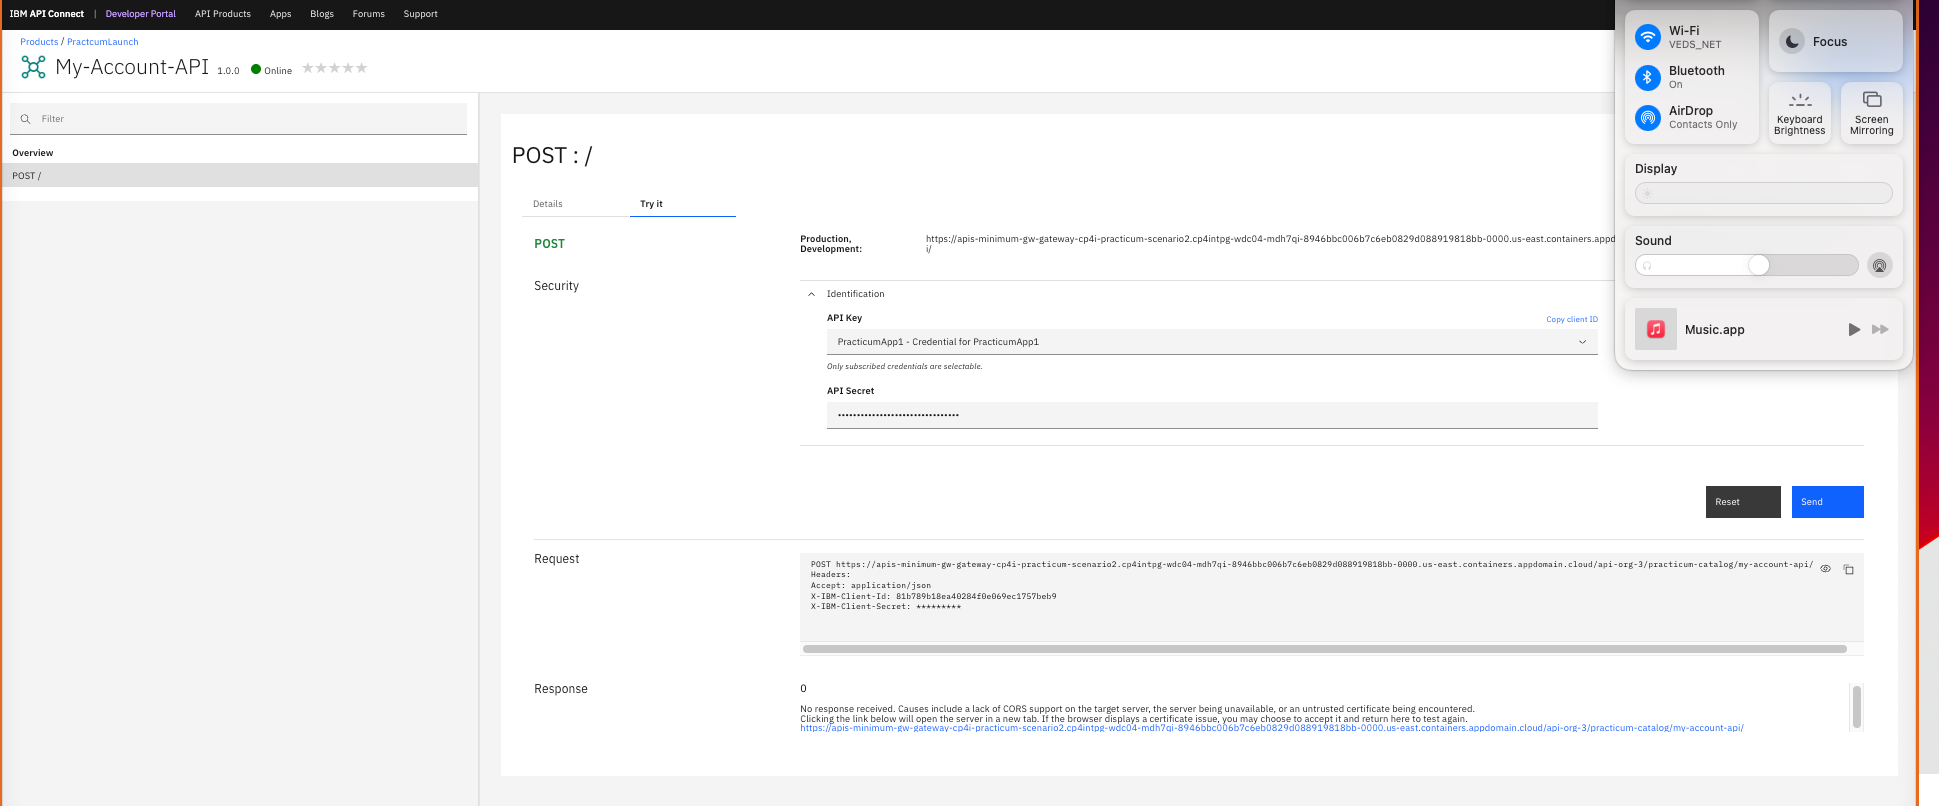 IBM API Connect | Developer Portal API Products Apps Blogs Forums Support
Products / PractcumLaunch
My-Account-API 1.0.0 Online
Filter
Overview
POST /
POST : /
Details Try it
POST
Production, Development:
https://apis-minimum-gw-gateway-cp4i-practicum-scenario2.cp4intpg-wdc04-mdh7qi-8946bbc006b7c6eb0829d088919818bb-0000.us-east.containers.appd
i/
Security
Identification
API Key
Copy client ID
PracticumApp1 - Credential for PracticumApp1
Only subscribed credentials are selectable.
API Secret
••••••••••••••••••••••••••••••••
Reset
Send
Request
POST https://apis-minimum-gw-gateway-cp4i-practicum-scenario2.cp4intpg-wdc04-mdh7qi-8946bbc006b7c6eb0829d088919818bb-0000.us-east.containers.appdomain.cloud/api-org-3/practicum-catalog/my-account-api/
Headers:
Accept: application/json
X-IBM-Client-Id: 81b789b18ea40284f0e069ec1757beb9
X-IBM-Client-Secret: *********
Response
0
No response received. Causes include a lack of CORS support on the target server, the server being unavailable, or an untrusted certificate being encountered.
Clicking the link below will open the server in a new tab. If the browser displays a certificate issue, you may choose to accept it and return here to test again.
https://apis-minimum-gw-gateway-cp4i-practicum-scenario2.cp4intpg-wdc04-mdh7qi-8946bbc006b7c6eb0829d088919818bb-0000.us-east.containers.appdomain.cloud/api-org-3/practicum-catalog/my-account-api/
Wi-Fi
VEDS_NET
Bluetooth
On
AirDrop
Contacts Only
Focus
Keyboard Brightness
Screen Mirroring
Display
Sound
Music.app